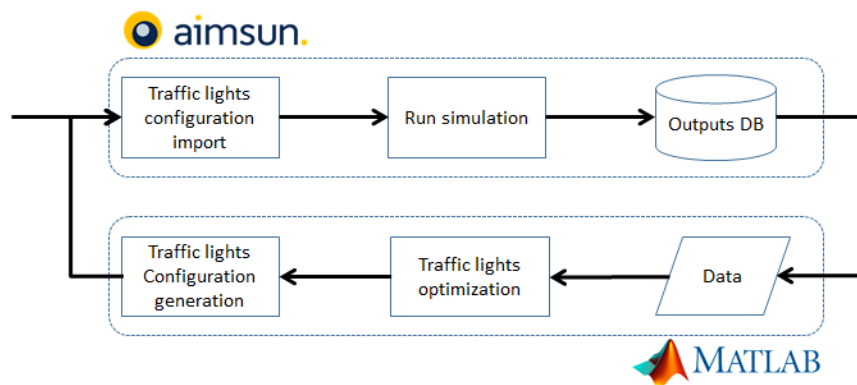 aimsun.
Traffic lights
configuration
import
Run simulation
Outputs DB
Traffic lights
Configuration
generation
Traffic lights
optimization
Data
MATLAB